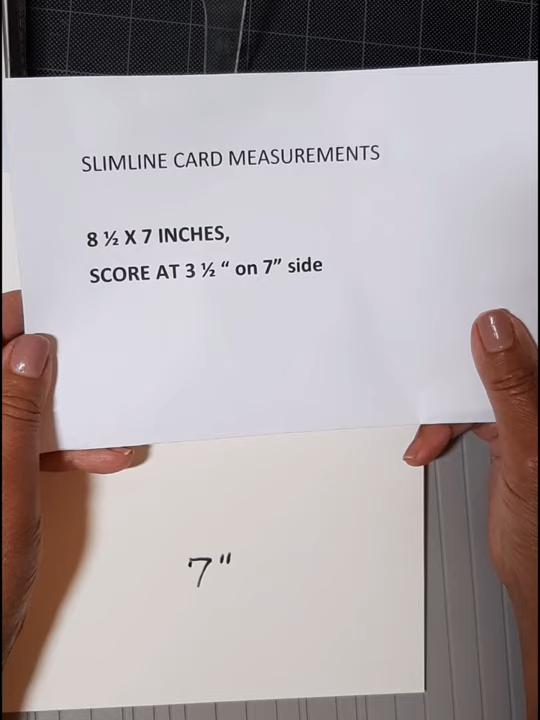 SLIMLINE CARD MEASUREMENTS
8 ½ X 7 INCHES,
SCORE AT 3 ½ “ on 7” side
7"